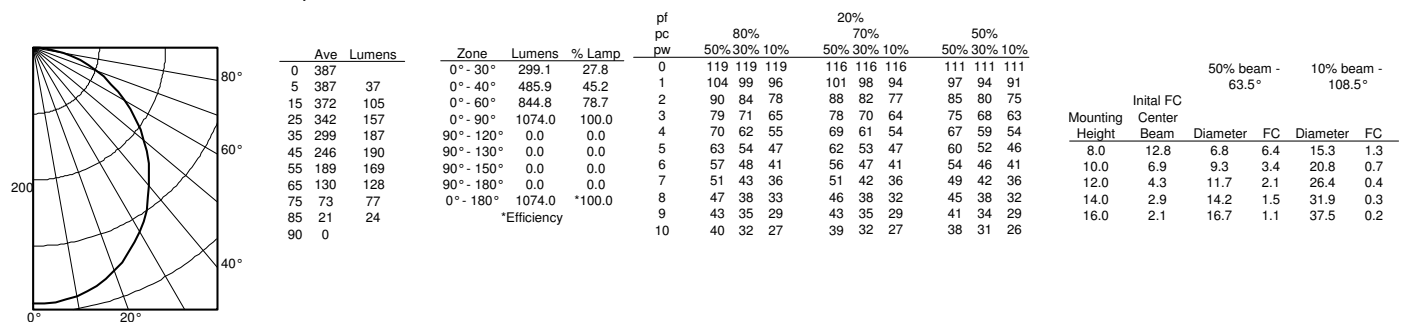 80°
60°
40°
20°
0°
200
Ave Lumens
0 387
5 387 37
15 372 105
25 342 157
35 299 187
45 246 190
55 189 169
65 130 128
75 73 77
85 21 24
90 0
Zone Lumens % Lamp
0° - 30° 299.1 27.8
0° - 40° 485.9 45.2
0° - 60° 844.8 78.7
0° - 90° 1074.0 100.0
90° - 120° 0.0 0.0
90° - 130° 0.0 0.0
90° - 150° 0.0 0.0
90° - 180° 0.0 0.0
0° - 180° 1074.0 *100.0
*Efficiency
pf 20%
pc 80% 70% 50%
pw 50% 30% 10% 50% 30% 10% 50% 30% 10%
0 119 119 119 116 116 116 111 111 111
1 104 99 96 101 98 94 97 94 91
2 90 84 78 88 82 77 85 80 75
3 79 71 65 78 70 64 75 68 63
4 70 62 55 69 61 54 67 59 54
5 63 54 47 62 53 47 60 52 46
6 57 48 41 56 47 41 54 46 41
7 51 43 36 51 42 36 49 42 36
8 47 38 33 46 38 32 45 38 32
9 43 35 29 43 35 29 41 34 29
10 40 32 27 39 32 27 38 31 26
50% beam - 10% beam -
63.5° 108.5°
Inital FC
Mounting Center
Height Beam Diameter FC Diameter FC
8.0 12.8 6.8 6.4 15.3 1.3
10.0 6.9 9.3 3.4 20.8 0.7
12.0 4.3 11.7 2.1 26.4 0.4
14.0 2.9 14.2 1.5 31.9 0.3
16.0 2.1 16.7 1.1 37.5 0.2